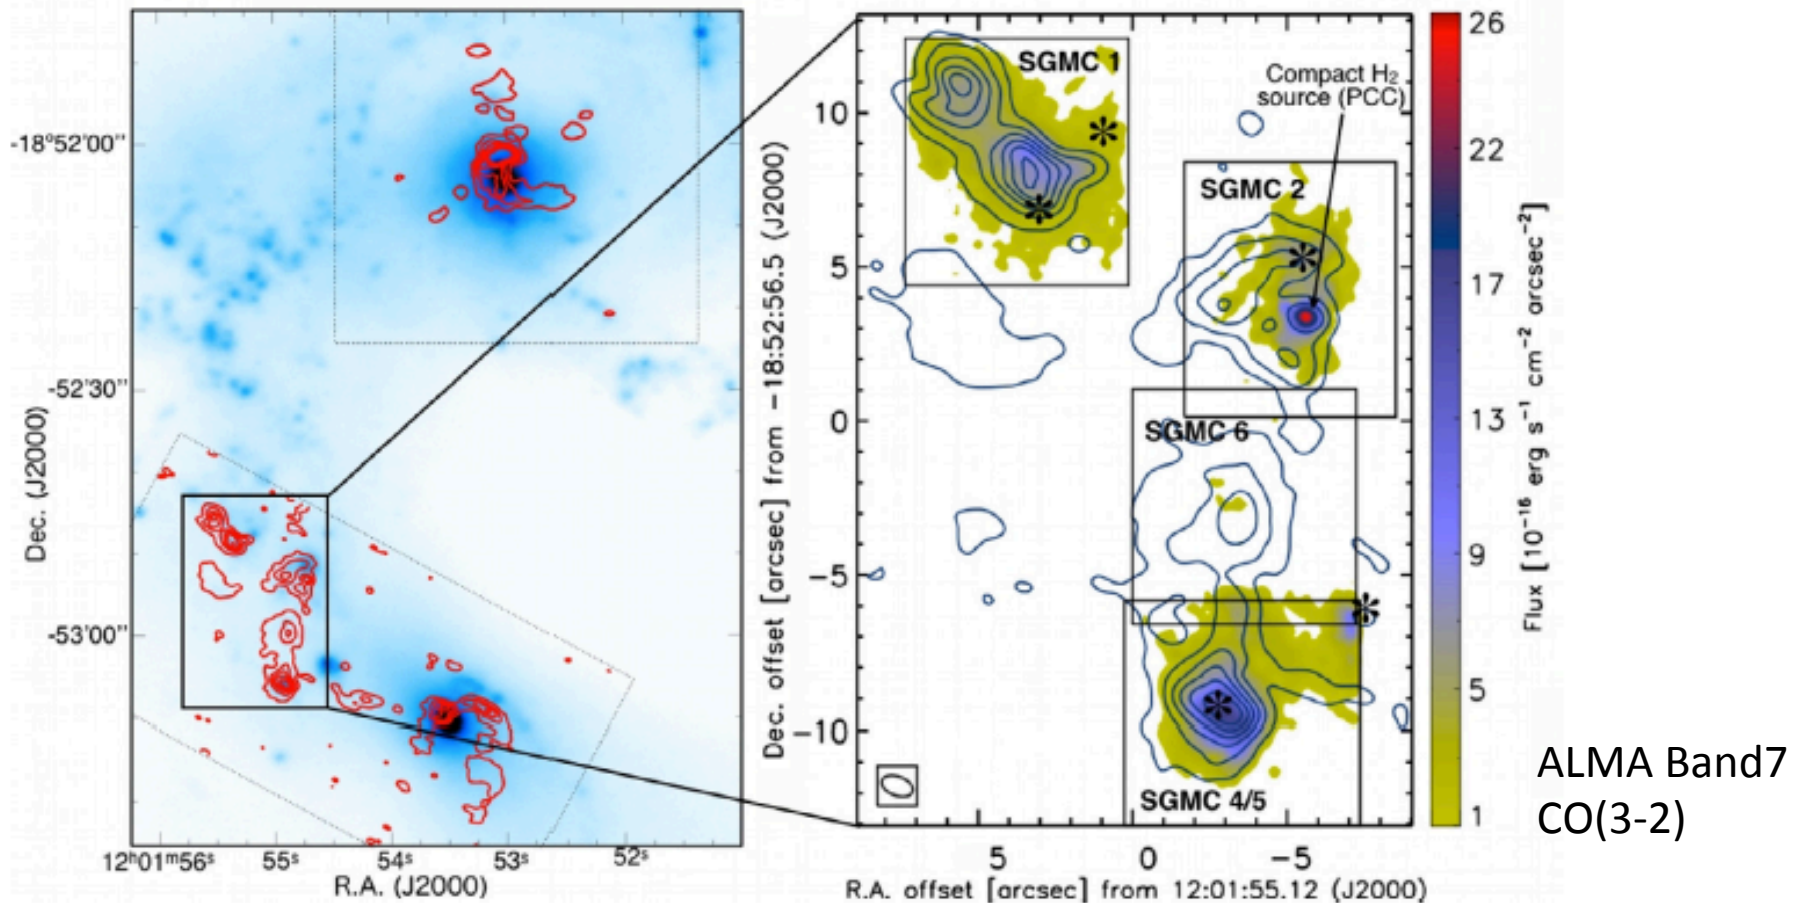 -18°52'00''
-52'30''
-53'00''
Dec. (J2000)
12ʰ01ᵐ56ˢ
55ˢ
54ˢ
53ˢ
52ˢ
R.A. (J2000)
SGMC 1
Compact H₂
source (PCC)
SGMC 2
SGMC 6
SGMC 4/5
10
5
0
−5
−10
Dec. offset [arcsec] from −18:52:56.5 (J2000)
5
0
−5
R.A. offset [arcsec] from 12:01:55.12 (J2000)
26
22
17
13
9
5
1
Flux [10⁻¹⁶ erg s⁻¹ cm⁻² arcsec⁻²]
ALMA Band7
CO(3-2)